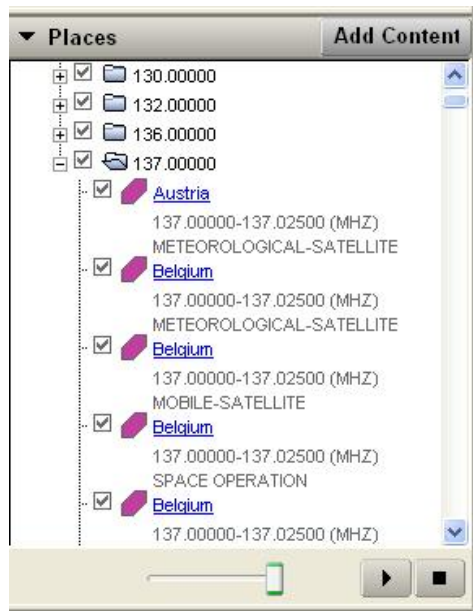 Places
Add Content
130.00000
132.00000
136.00000
137.00000
Austria
137.00000-137.02500 (MHZ)
METEOROLOGICAL-SATELLITE
Belgium
137.00000-137.02500 (MHZ)
METEOROLOGICAL-SATELLITE
Belgium
137.00000-137.02500 (MHZ)
MOBILE-SATELLITE
Belgium
137.00000-137.02500 (MHZ)
SPACE OPERATION
Belgium
137.00000-137.02500 (MHZ)